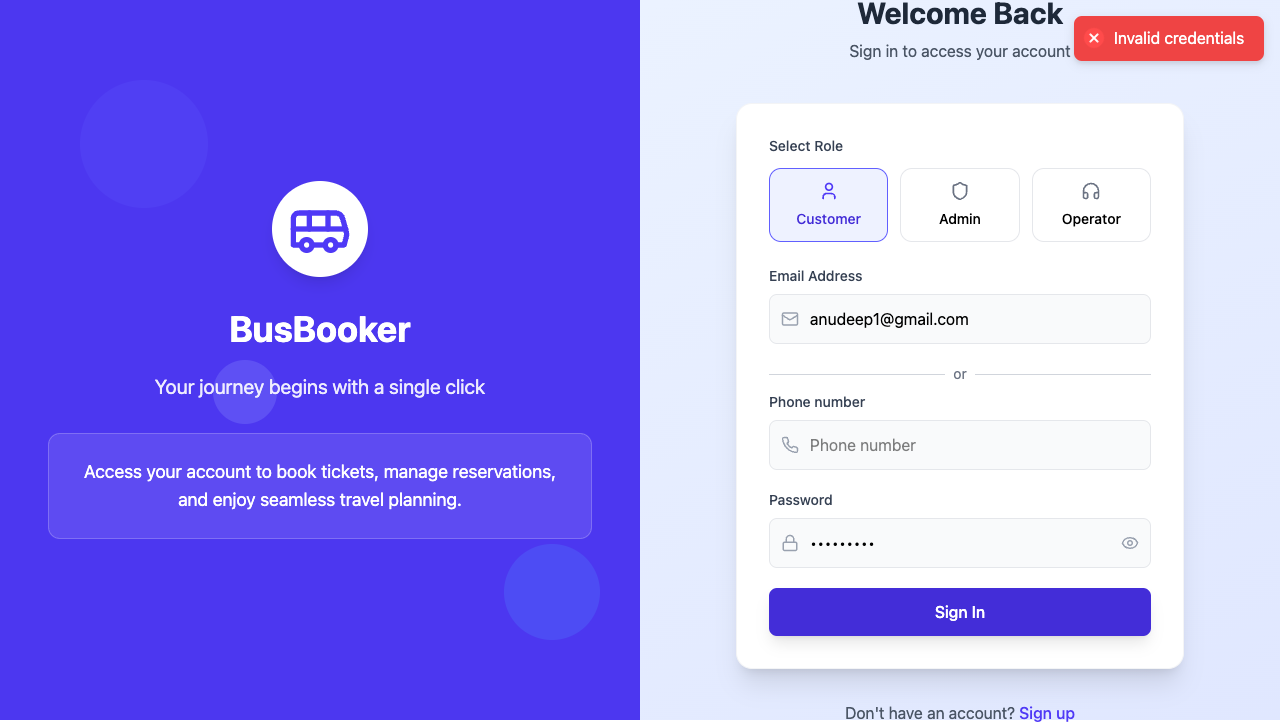 BusBooker
Your journey begins with a single click
Access your account to book tickets, manage reservations,
and enjoy seamless travel planning.
Welcome Back
Sign in to access your account
Invalid credentials
Select Role
Customer
Admin
Operator
Email Address
anudeep1@gmail.com
or
Phone number
Phone number
Password
•••••••••
Sign In
Don't have an account? Sign up